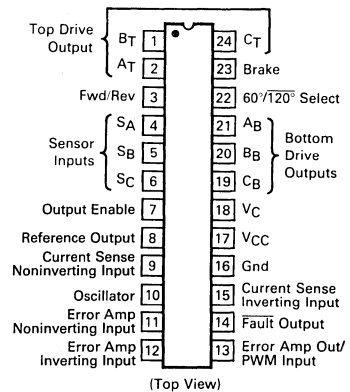 Top Drive
Output
B_T 1
A_T 2
Fwd/Rev 3
Sensor
Inputs
S_A 4
S_B 5
S_C 6
Output Enable 7
Reference Output 8
Current Sense
Noninverting Input 9
Oscillator 10
Error Amp
Noninverting Input 11
Error Amp
inverting Input 12
24 C_T
23 Brake
22 60°/120° Select
21 A_B
20 B_B
19 C_B
Bottom
Drive
Outputs
18 V_C
17 V_CC
16 Gnd
15 Current Sense
Inverting Input
14 Fault Output
13 Error Amp Out/
PWM Input
(Top View)